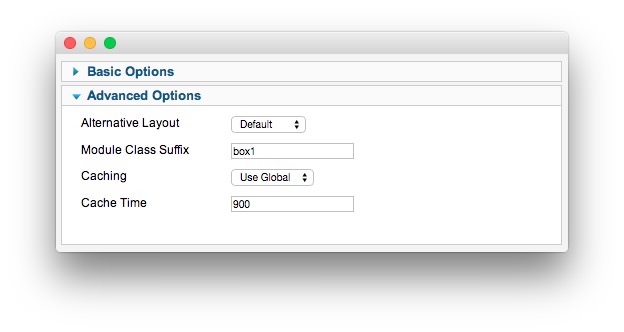 Basic Options
Advanced Options
Alternative Layout Default
Module Class Suffix box1
Caching Use Global
Cache Time 900